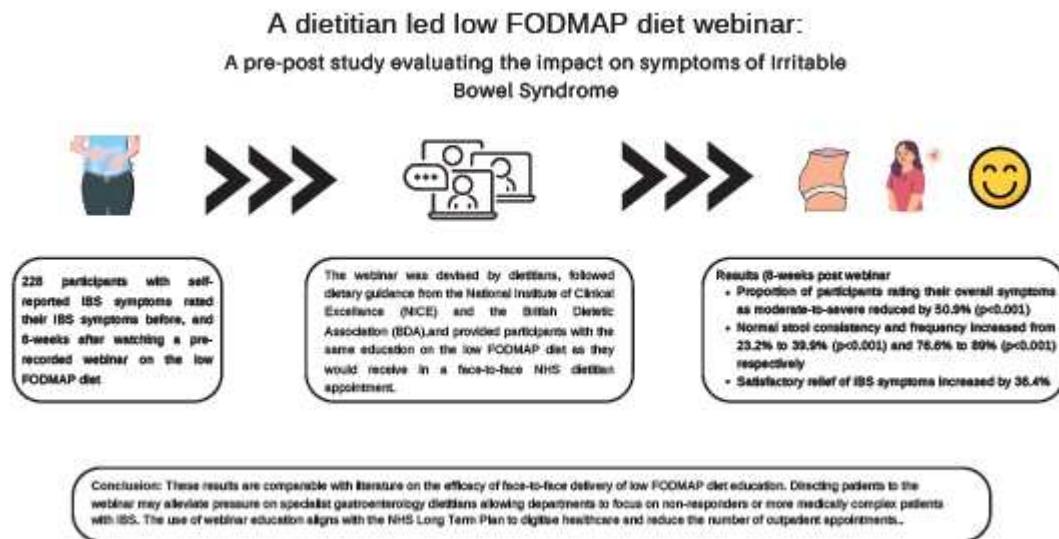 A dietitian led low FODMAP diet webinar:
A pre-post study evaluating the impact on symptoms of Irritable
Bowel Syndrome
228 participants with self-
reported IBS symptoms rated
their IBS symptoms before, and
6-weeks after watching a pre-
recorded webinar on the low
FODMAP diet
The webinar was devised by dietitians, followed
dietary guidance from the National Institute of Clinical
Excellence (NICE) and the British Dietetic
Association (BDA),and provided participants with the
same education on the low FODMAP diet as they
would receive in a face-to-face NHS dietitian
appointment.
Results (6-weeks post webinar
• Proportion of participants rating their overall symptoms
as moderate-to-severe reduced by 50.9% (p<0.001)
• Normal stool consistency and frequency increased from
23.2% to 39.9% (p<0.001) and 76.6% to 89% (p<0.001)
respectively
• Satisfactory relief of IBS symptoms increased by 36.4%
Conclusion: These results are comparable with literature on the efficacy of face-to-face delivery of low FODMAP diet education. Directing patients to the
webinar may alleviate pressure on specialist gastroenterology dietitians allowing departments to focus on non-responders or more medically complex patients
with IBS. The use of webinar education aligns with the NHS Long Term Plan to digitise healthcare and reduce the number of outpatient appointments..